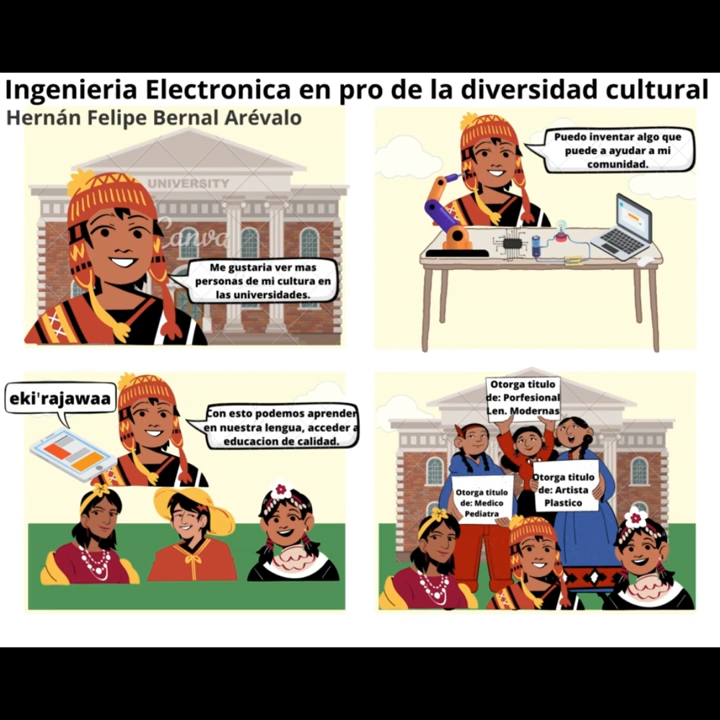 Ingenieria Electronica en pro de la diversidad cultural
Hernán Felipe Bernal Arévalo
UNIVERSITY
Canva
Me gustaria ver mas
personas de mi cultura en
las universidades.
Puedo inventar algo que
puede a ayudar a mi
comunidad.
eki'rajawaa
Con esto podemos aprender
en nuestra lengua, acceder a
educacion de calidad.
Otorga titulo
de: Porfesional
Len. Modernas
Otorga titulo
de: Medico
Pediatra
Otorga titulo
de: Artista
Plastico